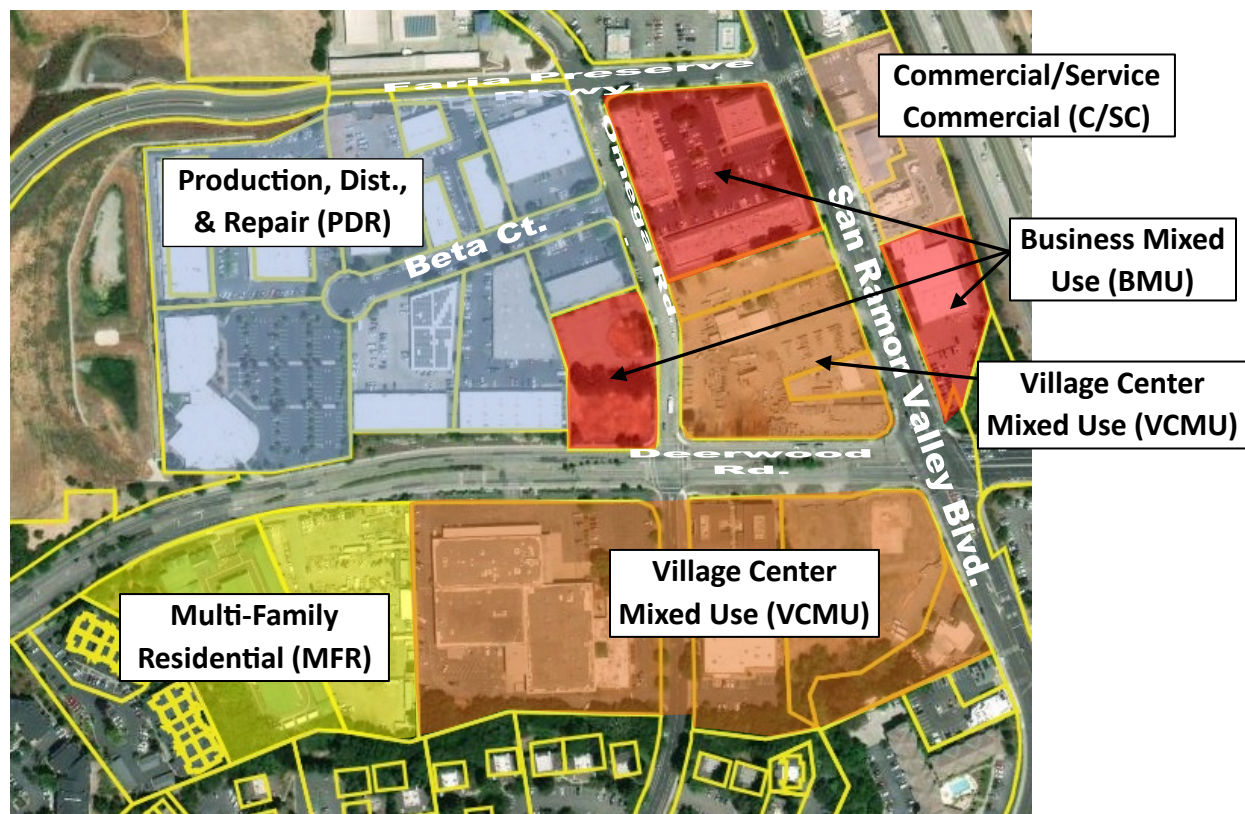 Faria Preserve
Pkwy.
Commercial/Service
Commercial (C/SC)
Production, Dist.,
& Repair (PDR)
Omega Rd.
San Ramon Valley Blvd.
Beta Ct.
Business Mixed
Use (BMU)
Village Center
Mixed Use (VCMU)
Deerwood
Rd.
Village Center
Mixed Use (VCMU)
Multi-Family
Residential (MFR)